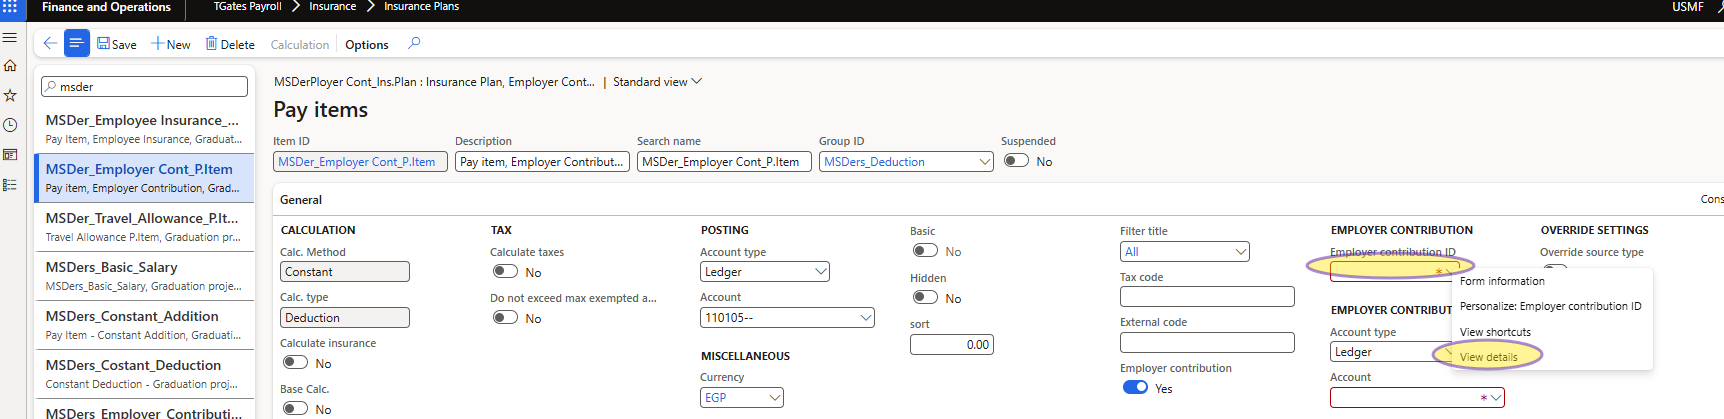 Finance and Operations
TGates Payroll > Insurance > Insurance Plans
USMF
Save
New
Delete
Calculation
Options
msder
MSDer_Employee Insurance_...
Pay Item, Employee Insurance, Graduat...
MSDer_Employer Cont_P.Item
Pay item, Employer Contribution, Grad...
MSDer_Travel_Allowance_P.It...
Travel Allowance P.Item, Graduation pr...
MSDers_Basic_Salary
MSDers_Basic_Salary, Graduation proje...
MSDers_Constant_Addition
Pay Item - Constant Addition, Graduati...
MSDers_Costant_Deduction
Constant Deduction - Graduation proje...
MSDers_Employer_Contributi...
MSDerPloyer Cont_Ins.Plan : Insurance Plan, Employer Cont... | Standard view
Pay items
Item ID
MSDer_Employer Cont_P.Item
Description
Pay item, Employer Contribut...
Search name
MSDer_Employer Cont_P.Item
Group ID
MSDers_Deduction
Suspended
No
General
Cons
CALCULATION
Calc. Method
Constant
Calc. type
Deduction
Calculate insurance
No
Base Calc.
No
TAX
Calculate taxes
No
Do not exceed max exempted a...
No
POSTING
Account type
Ledger
Account
110105--
MISCELLANEOUS
Currency
EGP
Basic
No
Hidden
No
sort
0.00
Filter title
All
Tax code
External code
Employer contribution
Yes
EMPLOYER CONTRIBUTION
Employer contribution ID
*
EMPLOYER CONTRIBUT
Account type
Ledger
Account
*
OVERRIDE SETTINGS
Override source type
Form information
Personalize: Employer contribution ID
View shortcuts
View details